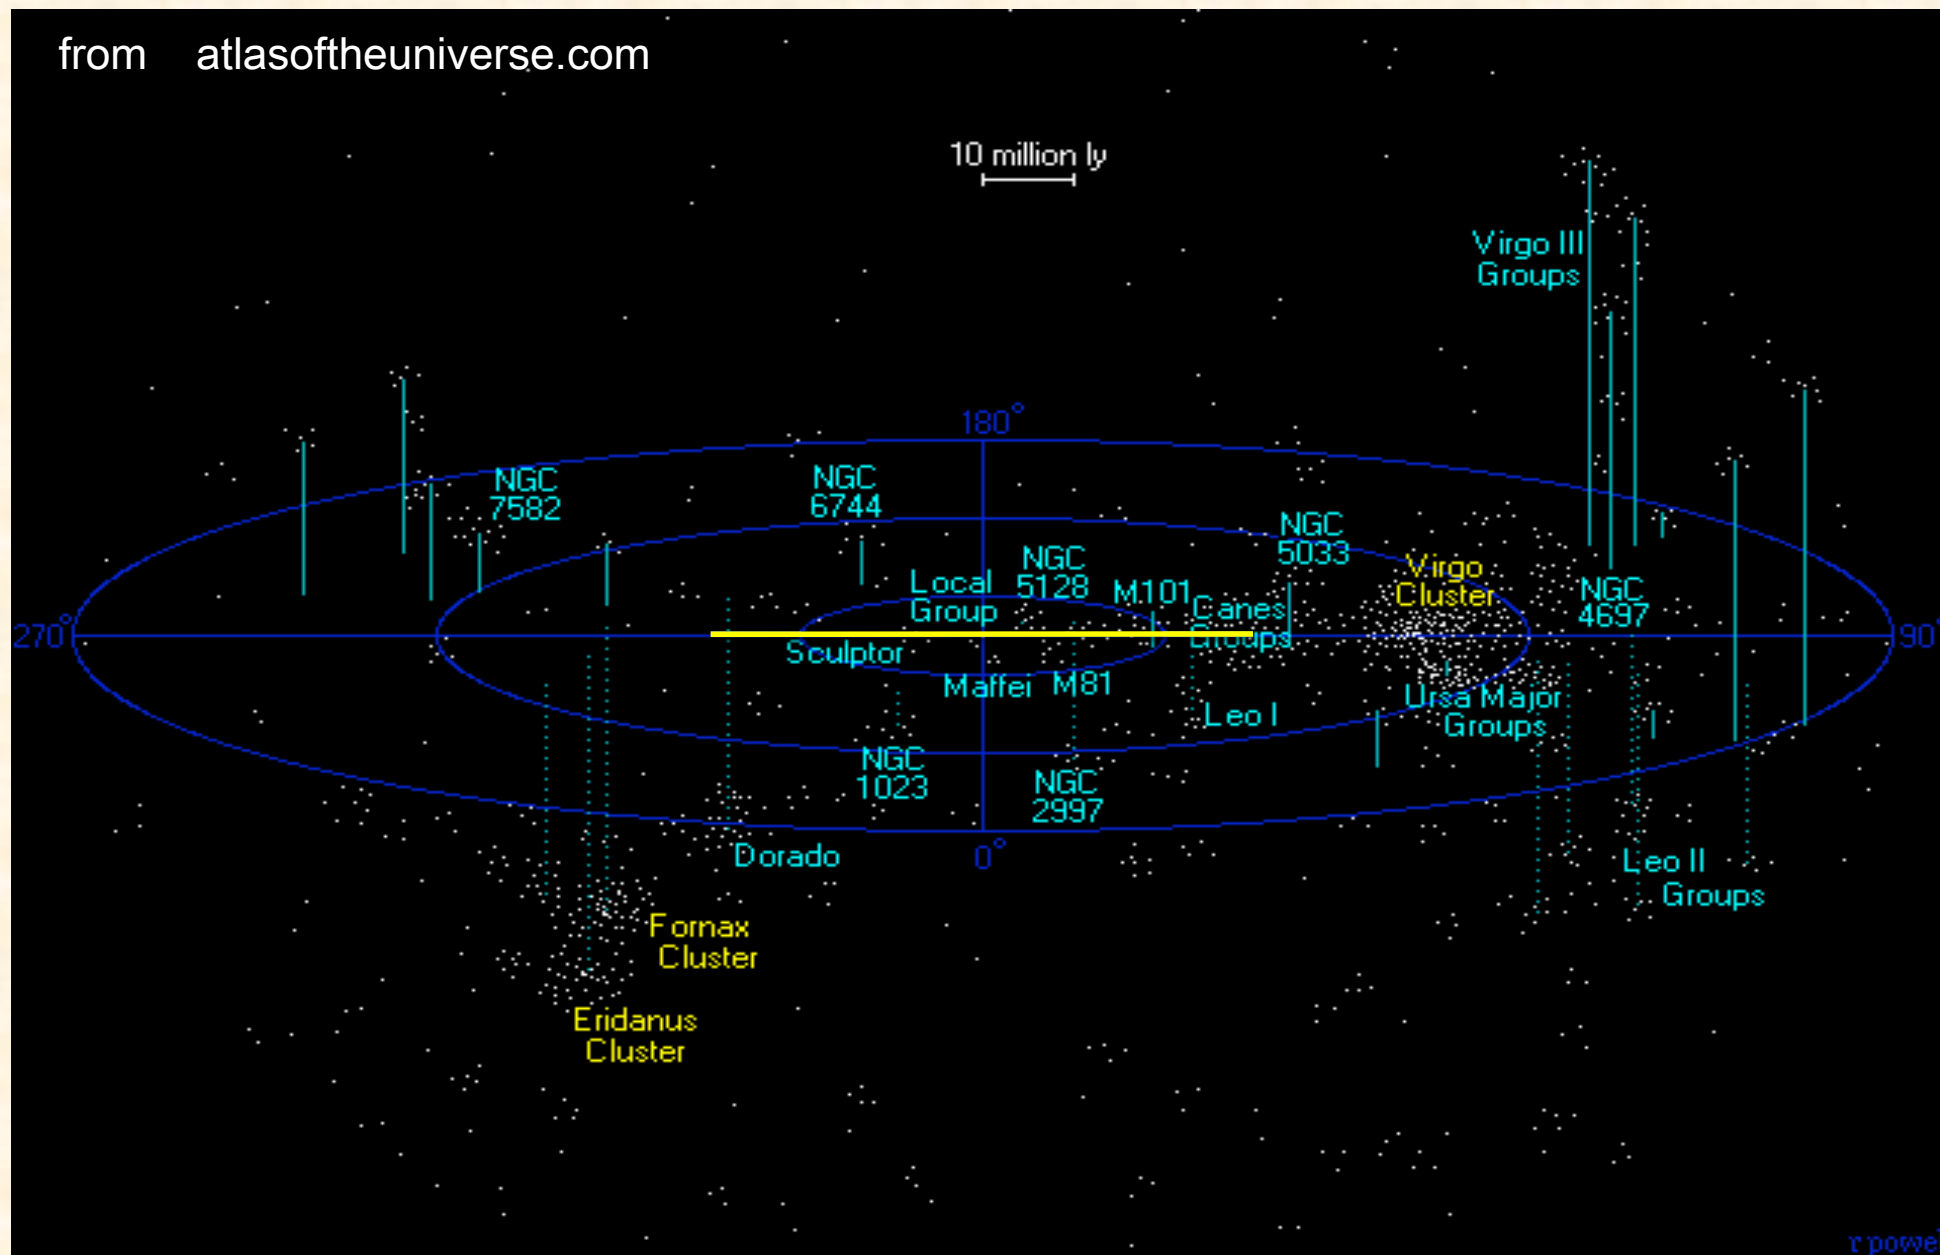 from atlasoftheuniverse.com
10 million ly
Virgo III
Groups
180°
NGC
7582
NGC
6744
NGC
5033
NGC
5128
Virgo
Cluster
Local
Group
M101
Canes
Groups
NGC
4697
270°
90°
Sculptor
Maffei
M81
Leo I
Ursa Major
Groups
NGC
1023
NGC
2997
0°
Dorado
Leo II
Groups
Fornax
Cluster
Eridanus
Cluster
r powe